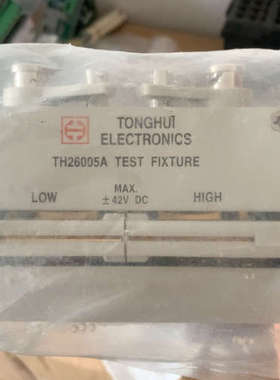 TONGHUI
ELECTRONICS
TH26005A TEST FIXTURE
LOW
MAX.
± 42V DC
HIGH